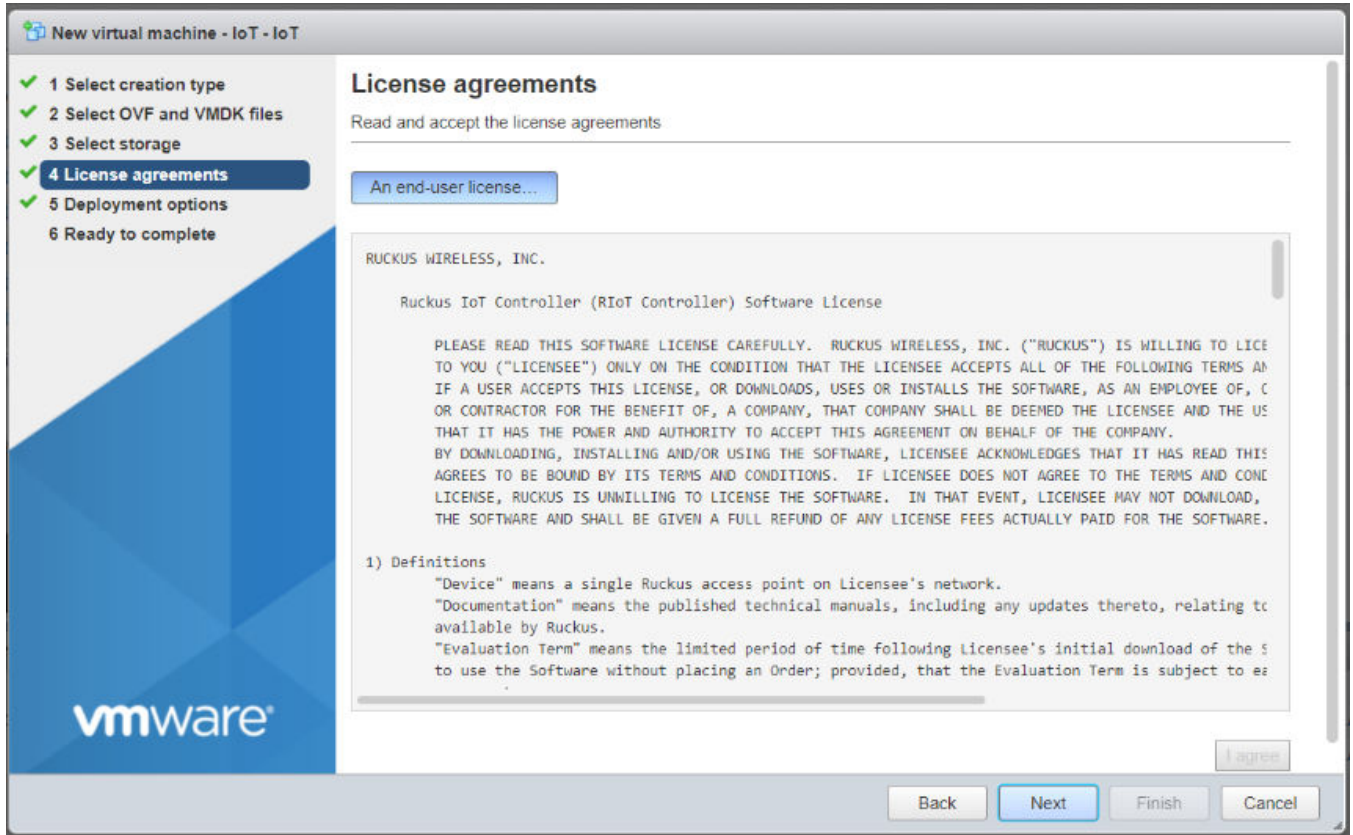 New virtual machine - IoT - IoT
1 Select creation type
2 Select OVF and VMDK files
3 Select storage
4 License agreements
5 Deployment options
6 Ready to complete
vmware®
License agreements
Read and accept the license agreements
An end-user license...
RUCKUS WIRELESS, INC.
Ruckus IoT Controller (RIoT Controller) Software License
PLEASE READ THIS SOFTWARE LICENSE CAREFULLY. RUCKUS WIRELESS, INC. ("RUCKUS") IS WILLING TO LICE
TO YOU ("LICENSEE") ONLY ON THE CONDITION THAT THE LICENSEE ACCEPTS ALL OF THE FOLLOWING TERMS AN
IF A USER ACCEPTS THIS LICENSE, OR DOWNLOADS, USES OR INSTALLS THE SOFTWARE, AS AN EMPLOYEE OF,
OR CONTRACTOR FOR THE BENEFIT OF, A COMPANY, THAT COMPANY SHALL BE DEEMED THE LICENSEE AND THE US
THAT IT HAS THE POWER AND AUTHORITY TO ACCEPT THIS AGREEMENT ON BEHALF OF THE COMPANY.
BY DOWNLOADING, INSTALLING AND/OR USING THE SOFTWARE, LICENSEE ACKNOWLEDGES THAT IT HAS READ THIS
AGREES TO BE BOUND BY ITS TERMS AND CONDITIONS. IF LICENSEE DOES NOT AGREE TO THE TERMS AND COND
LICENSE, RUCKUS IS UNWILLING TO LICENSE THE SOFTWARE. IN THAT EVENT, LICENSEE MAY NOT DOWNLOAD,
THE SOFTWARE AND SHALL BE GIVEN A FULL REFUND OF ANY LICENSE FEES ACTUALLY PAID FOR THE SOFTWARE.
1) Definitions
"Device" means a single Ruckus access point on Licensee's network.
"Documentation" means the published technical manuals, including any updates thereto, relating to
available by Ruckus.
"Evaluation Term" means the limited period of time following Licensee's initial download of the S
to use the Software without placing an Order; provided, that the Evaluation Term is subject to ea
I agree
Back
Next
Finish
Cancel